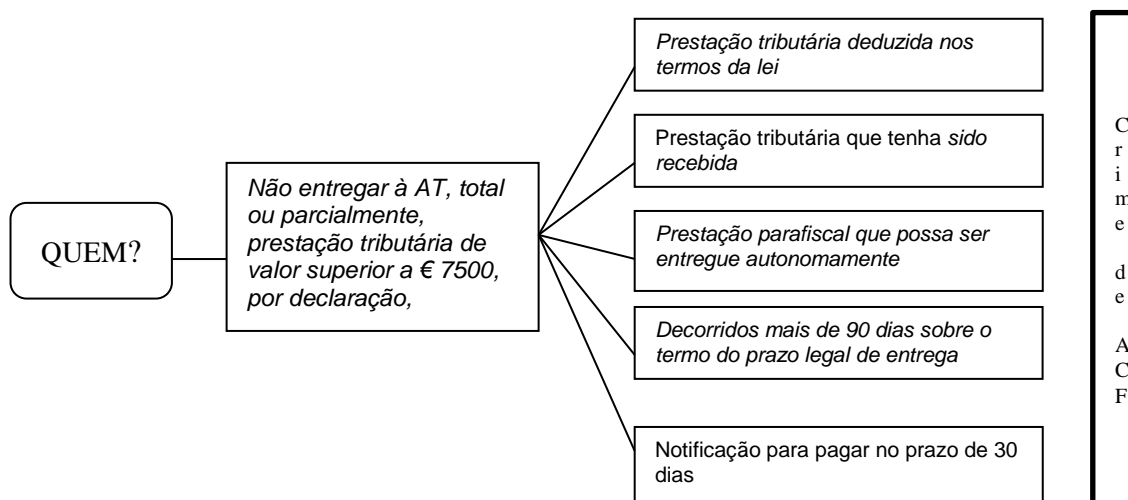 QUEM?
Não entregar à AT, total
ou parcialmente,
prestação tributária de
valor superior a € 7500,
por declaração,
Prestação tributária deduzida nos
termos da lei
Prestação tributária que tenha sido
recebida
Prestação parafiscal que possa ser
entregue autonomamente
Decorridos mais de 90 dias sobre o
termo do prazo legal de entrega
Notificação para pagar no prazo de 30
dias
C
r
i
m
e
d
e
A
C
F